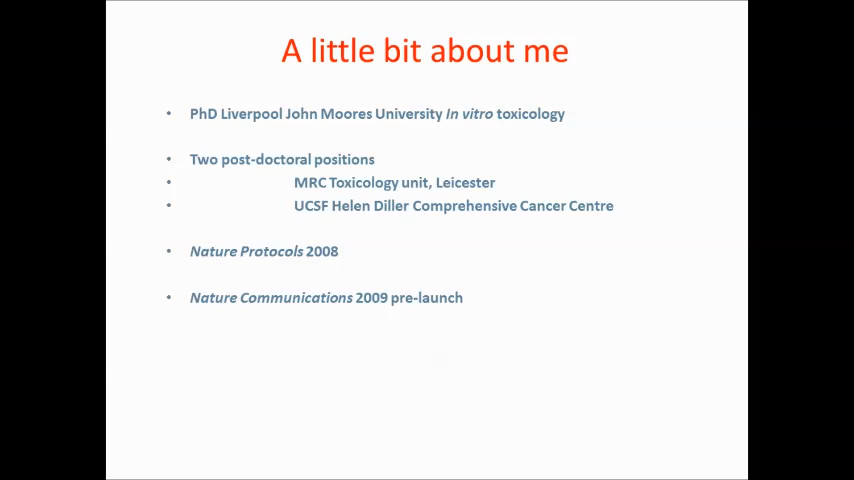 A little bit about me
• PhD Liverpool John Moores University In vitro toxicology
• Two post-doctoral positions
• MRC Toxicology unit, Leicester
• UCSF Helen Diller Comprehensive Cancer Centre
• Nature Protocols 2008
• Nature Communications 2009 pre-launch